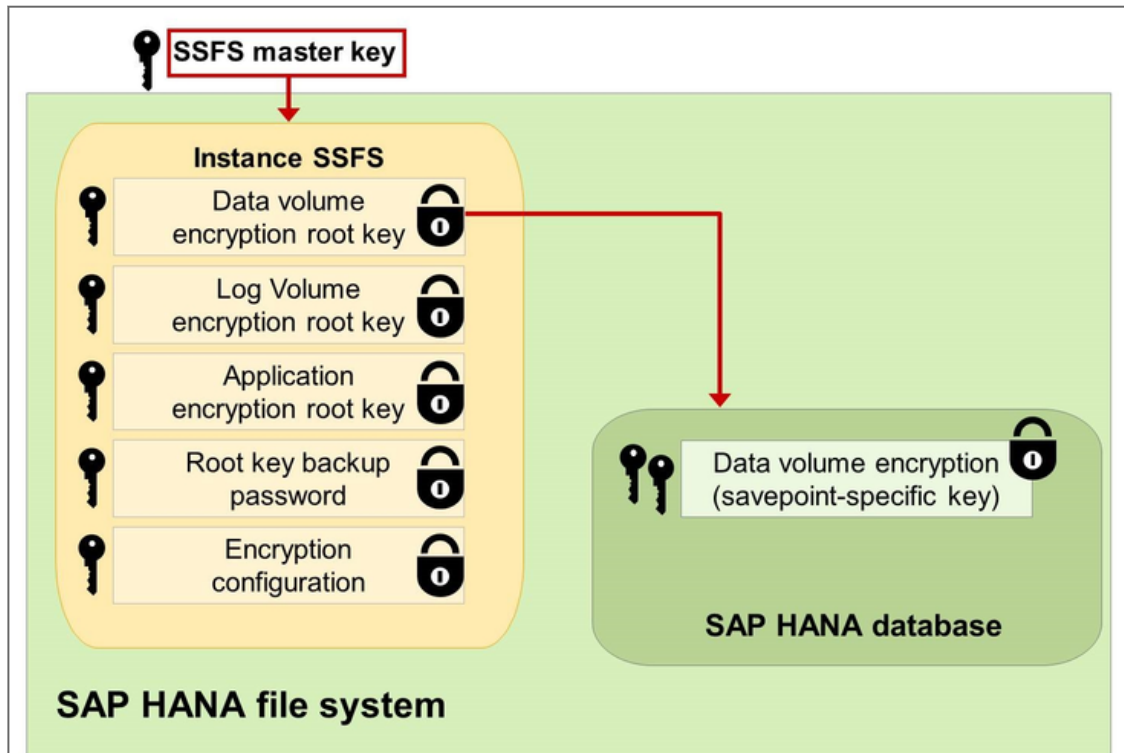 SSFS master key
Instance SSFS
Data volume
encryption root key
Log Volume
encryption root key
Application
encryption root key
Root key backup
password
Encryption
configuration
Data volume encryption
(savepoint-specific key)
SAP HANA database
SAP HANA file system